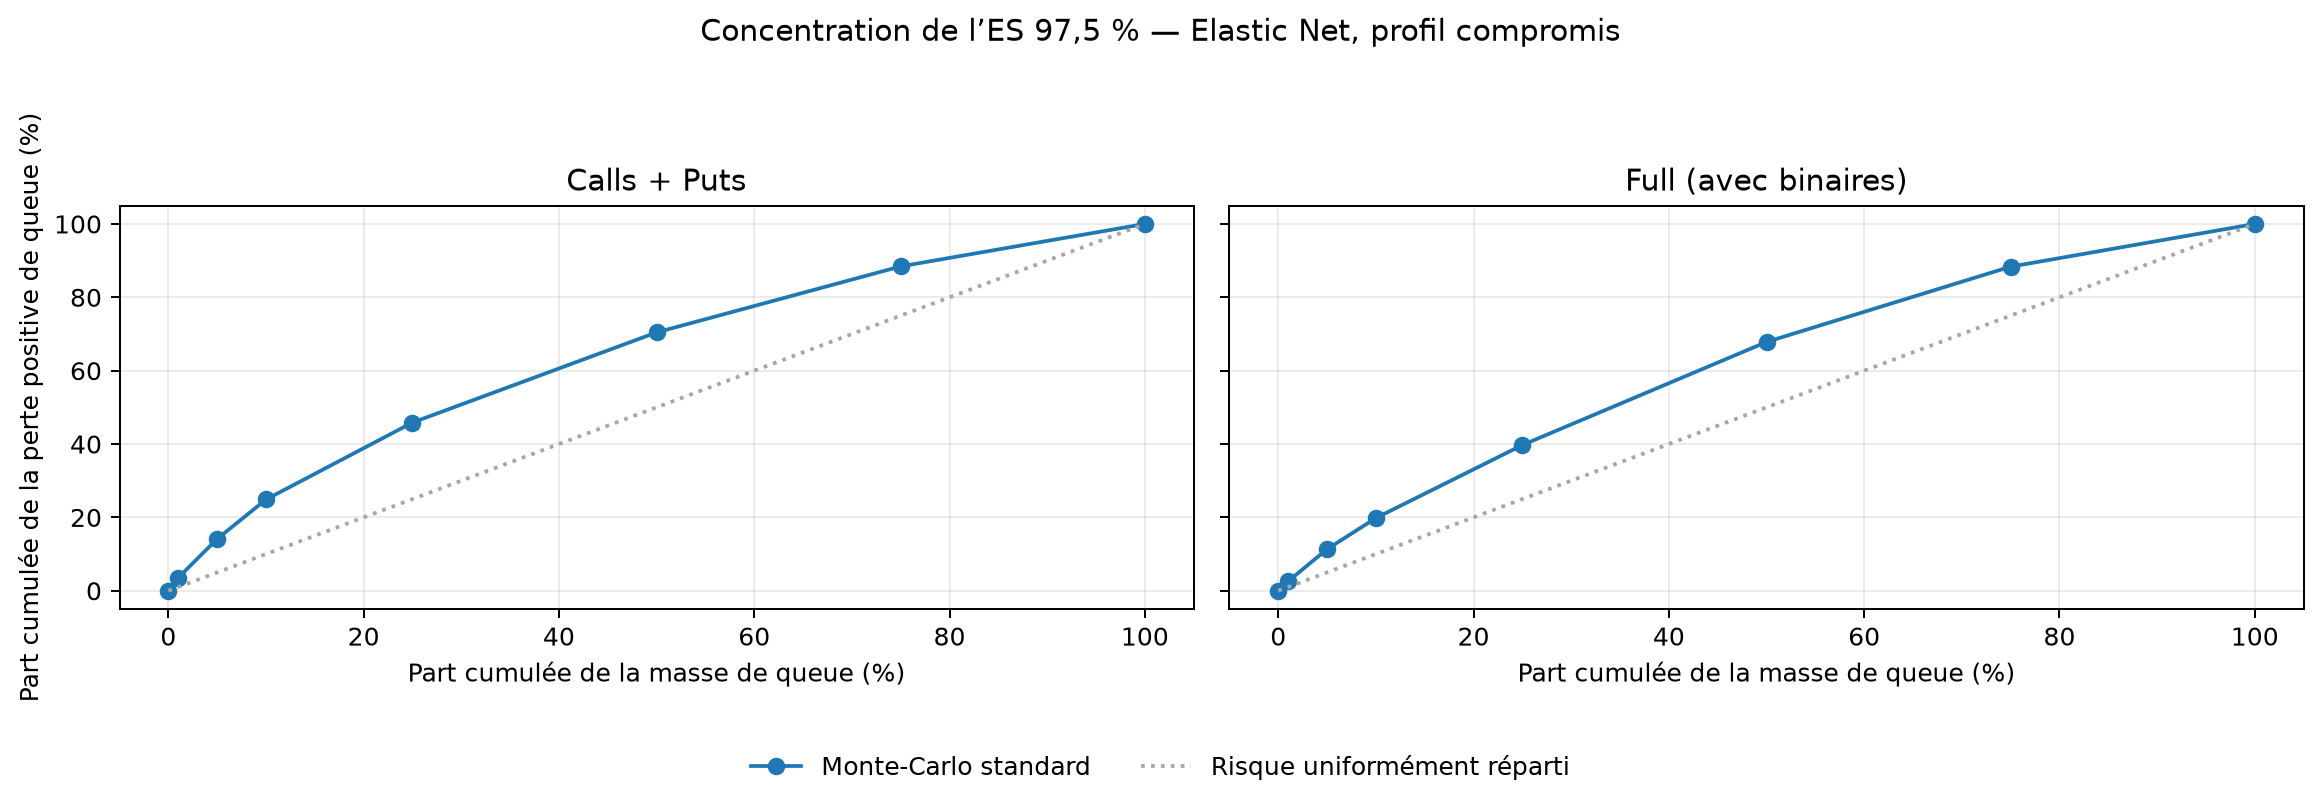 Concentration de l’ES 97,5 % — Elastic Net, profil compromis
Part cumulée de la perte positive de queue (%)
Calls + Puts
100
80
60
40
20
0
0 20 40 60 80 100
Part cumulée de la masse de queue (%)
Full (avec binaires)
0 20 40 60 80 100
Part cumulée de la masse de queue (%)
Monte-Carlo standard
Risque uniformément réparti